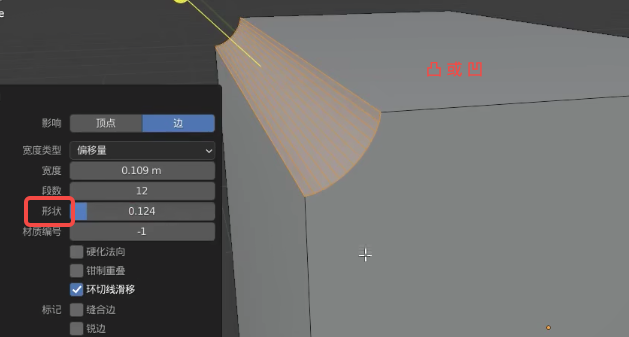 e
凸或凹
影响 顶点 边
宽度类型 偏移量
宽度 0.109 m
段数 12
形状 0.124
材质编号 -1
硬化法向
钳制重叠
环切线滑移
标记 缝合边
锐边